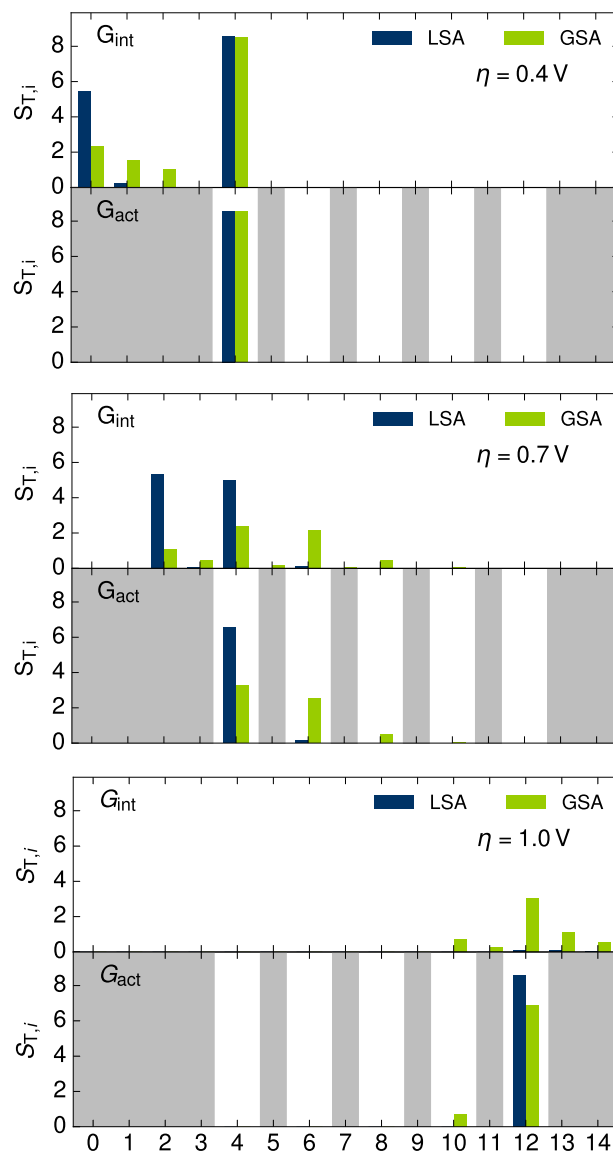 G_int LSA GSA
η = 0.4 V
S_T,i
8
6
4
2
0
G_act
S_T,i
8
6
4
2
0
G_int LSA GSA
η = 0.7 V
S_T,i
8
6
4
2
0
G_act
S_T,i
8
6
4
2
0
G_int LSA GSA
η = 1.0 V
S_T,i
8
6
4
2
0
G_act
S_T,i
8
6
4
2
0
0 1 2 3 4 5 6 7 8 9 10 11 12 13 14